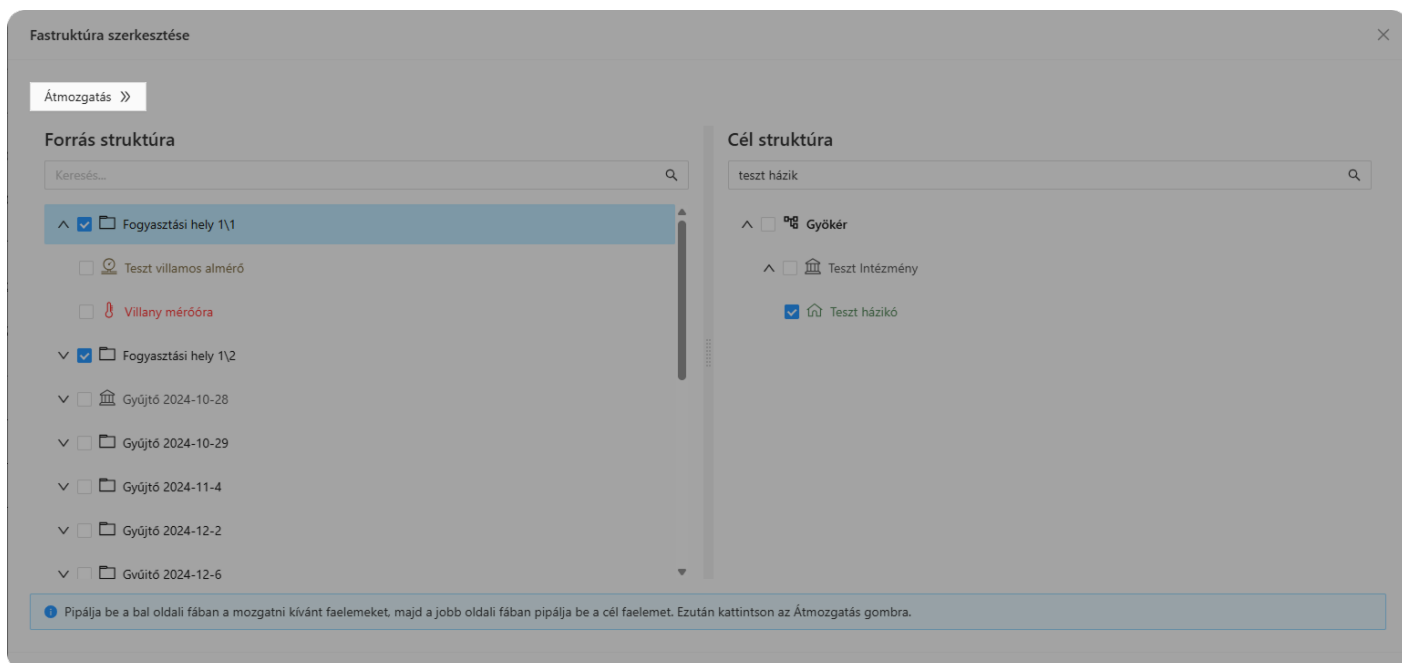 Fastruktúra szerkesztése
Átmozgatás
Forrás struktúra
Keresés...
Fogyasztási hely 1\1
Teszt villamos almérő
Villany mérőóra
Fogyasztási hely 1\2
Gyűjtő 2024-10-28
Gyűjtő 2024-10-29
Gyűjtő 2024-11-4
Gyűjtő 2024-12-2
Gyűjtő 2024-12-6
Cél struktúra
teszt házik
Gyökér
Teszt Intézmény
Teszt házikó
Pipálja be a bal oldali fában a mozgatni kívánt faelemeket, majd a jobb oldali fában pipálja be a cél faelemet. Ezután kattintson az Átmozgatás gombra.